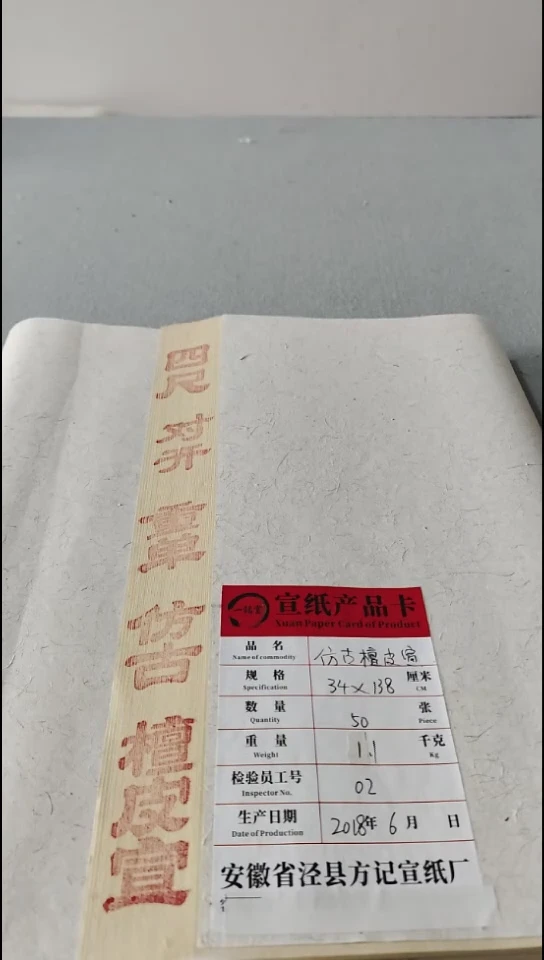 四尺
对开
仿古
檀皮宣
宣纸产品卡
Xuan Paper Card of Product
品 名 仿古檀皮宣
Name of commodity
规 格 34×138 厘米
Specification CM
数 量 50 张
Quantity Piece
重 量 1.1 千克
Weight Kg
检验员工号 02
Inspector No.
生产日期 2018年 6月 日
Date of Production
安徽省泾县方记宣纸厂